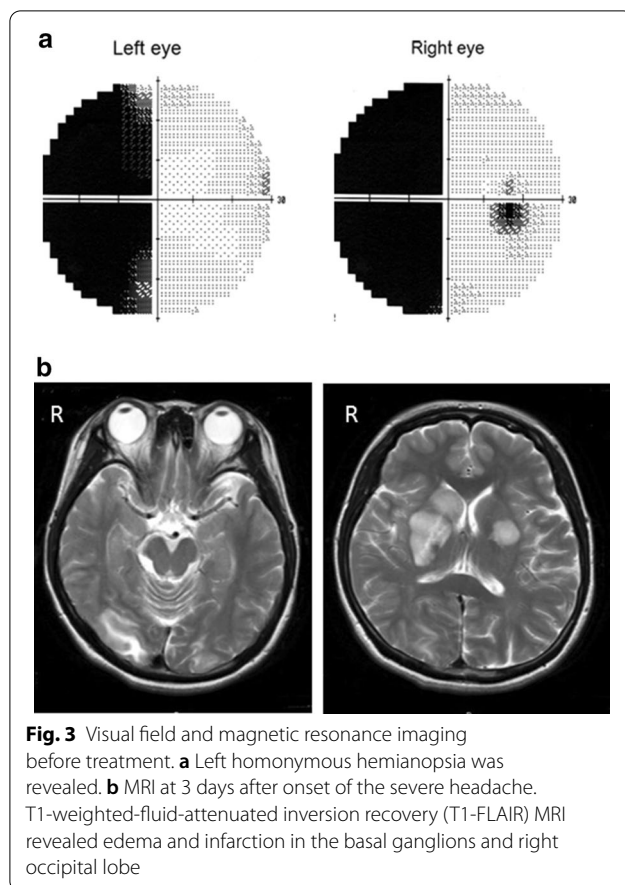 a
Left eye
Right eye
30
30
b
R
R
Fig. 3 Visual field and magnetic resonance imaging
before treatment. a Left homonymous hemianopsia was
revealed. b MRI at 3 days after onset of the severe headache.
T1-weighted-fluid-attenuated inversion recovery (T1-FLAIR) MRI
revealed edema and infarction in the basal ganglions and right
occipital lobe